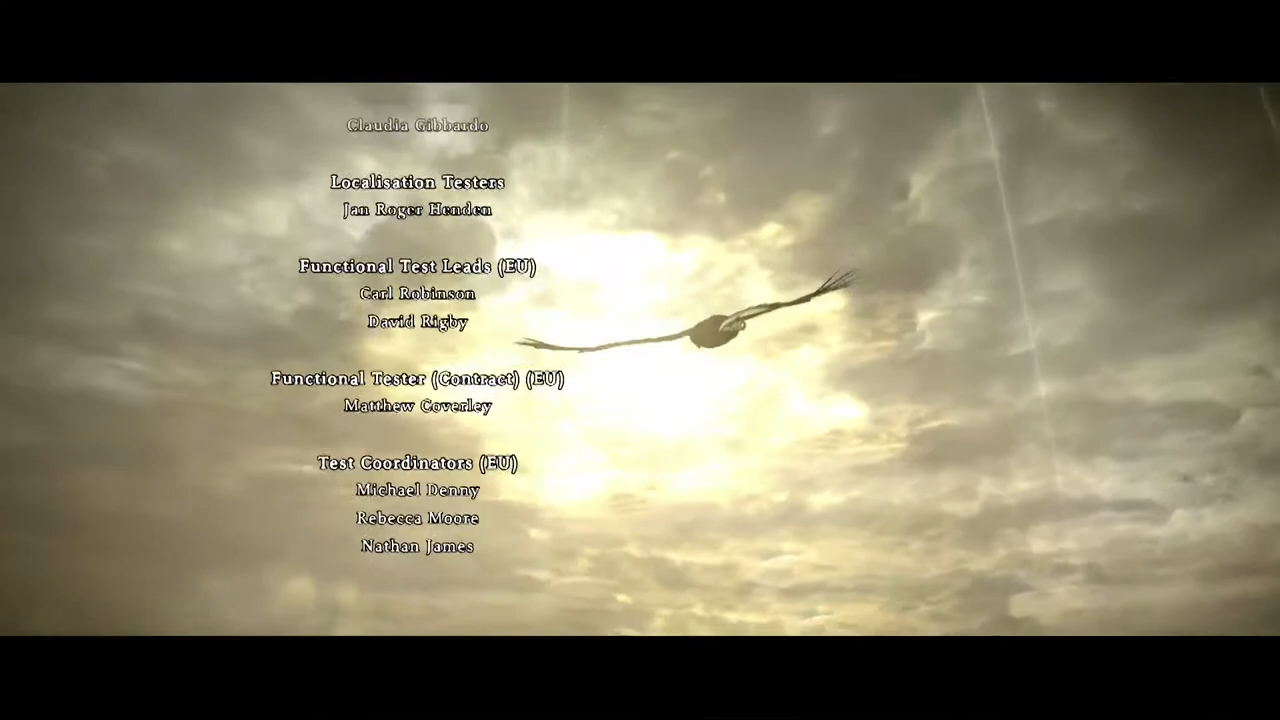 Claudia Gibbardo
Localisation Testers
Jan Roger Henden
Functional Test Leads (EU)
Carl Robinson
David Rigby
Functional Tester (Contract) (EU)
Matthew Coverley
Test Coordinators (EU)
Michael Denny
Rebecca Moore
Nathan James